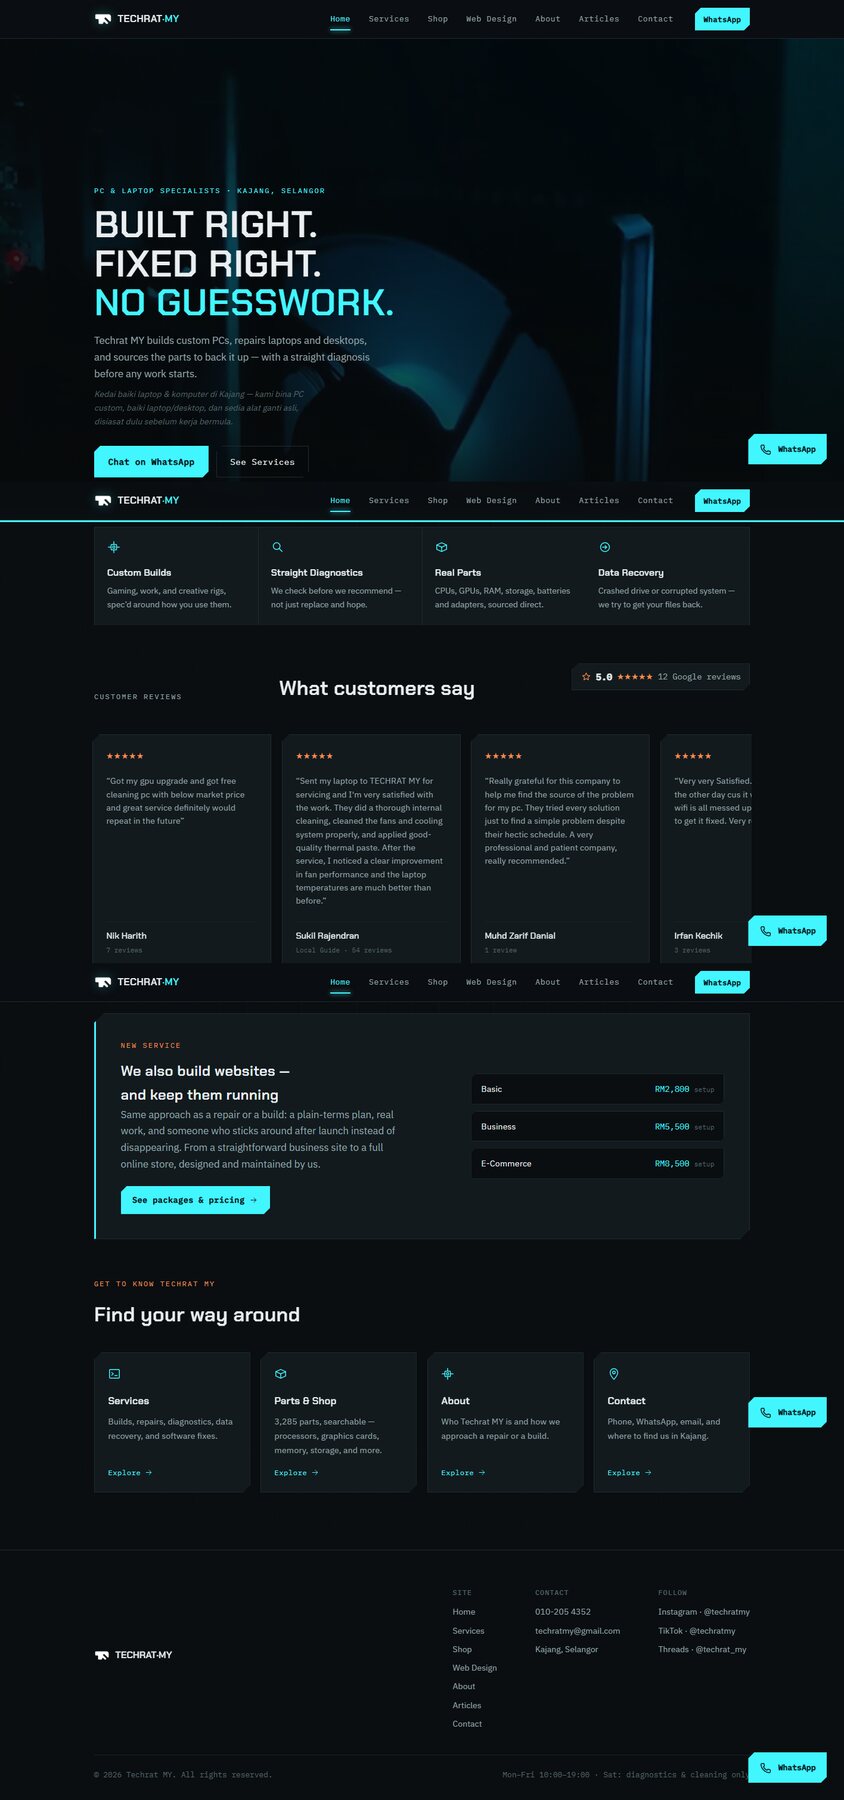 TECHRAT·MY
Home Services Shop Web Design About Articles Contact WhatsApp
PC & LAPTOP SPECIALISTS · KAJANG, SELANGOR
BUILT RIGHT.
FIXED RIGHT.
NO GUESSWORK.
Techrat MY builds custom PCs, repairs laptops and desktops,
and sources the parts to back it up — with a straight diagnosis
before any work starts.
Kedai baiki laptop & komputer di Kajang — kami bina PC
custom, baiki laptop/desktop, dan sedia alat ganti asli,
disiasat dulu sebelum kerja bermula.
WhatsApp
Chat on WhatsApp See Services
TECHRAT·MY
Home Services Shop Web Design About Articles Contact WhatsApp
Custom Builds
Gaming, work, and creative rigs,
spec'd around how you use them.
Straight Diagnostics
We check before we recommend —
not just replace and hope.
Real Parts
CPUs, GPUs, RAM, storage, batteries
and adapters, sourced direct.
Data Recovery
Crashed drive or corrupted system —
we try to get your files back.
CUSTOMER REVIEWS
What customers say
5.0 ★★★★★ 12 Google reviews
★★★★★
“Got my gpu upgrade and got free
cleaning pc with below market price
and great service definitely would
repeat in the future”
Nik Harith
7 reviews
★★★★★
“Sent my laptop to TECHRAT MY for
servicing and I'm very satisfied with
the work. They did a thorough internal
cleaning, cleaned the fans and cooling
system properly, and applied good-
quality thermal paste. After the
service, I noticed a clear improvement
in fan performance and the laptop
temperatures are much better than
before.”
Sukil Rajendran
Local Guide · 54 reviews
★★★★★
“Really grateful for this company to
help me find the source of the problem
for my pc. They tried every solution
just to find a simple problem despite
their hectic schedule. A very
professional and patient company,
really recommended.”
Muhd Zarif Danial
1 review
★★★★★
“Very very Satisfied.
the other day cus it
wifi is all messed up
to get it fixed. Very
Irfan Kechik
3 reviews
WhatsApp
TECHRAT·MY
Home Services Shop Web Design About Articles Contact WhatsApp
NEW SERVICE
We also build websites —
and keep them running
Same approach as a repair or a build: a plain-terms plan, real
work, and someone who sticks around after launch instead of
disappearing. From a straightforward business site to a full
online store, designed and maintained by us.
See packages & pricing →
Basic RM2,800 setup
Business RM5,500 setup
E-Commerce RM8,500 setup
GET TO KNOW TECHRAT MY
Find your way around
Services
Builds, repairs, diagnostics, data
recovery, and software fixes.
Explore →
Parts & Shop
3,285 parts, searchable —
processors, graphics cards,
memory, storage, and more.
Explore →
About
Who Techrat MY is and how we
approach a repair or a build.
Explore →
Contact
Phone, WhatsApp, email, and
where to find us in Kajang.
Explore →
WhatsApp
TECHRAT·MY
SITE
Home
Services
Shop
Web Design
About
Articles
Contact
CONTACT
010-205 4352
techratmy@gmail.com
Kajang, Selangor
FOLLOW
Instagram · @techratmy
TikTok · @techratmy
Threads · @techrat_my
© 2026 Techrat MY. All rights reserved.
Mon–Fri 10:00–19:00 · Sat: diagnostics & cleaning only
WhatsApp